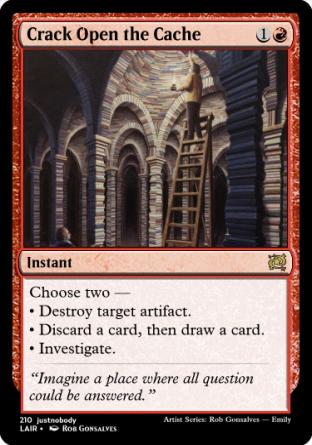 Crack Open the Cache 1
Instant
Choose two —
• Destroy target artifact.
• Discard a card, then draw a card.
• Investigate.
“Imagine a place where all question
could be answered.”
210 justnobody
Artist Series: Rob Gonsalves — Emily
LAIR • Rob Gonsalves